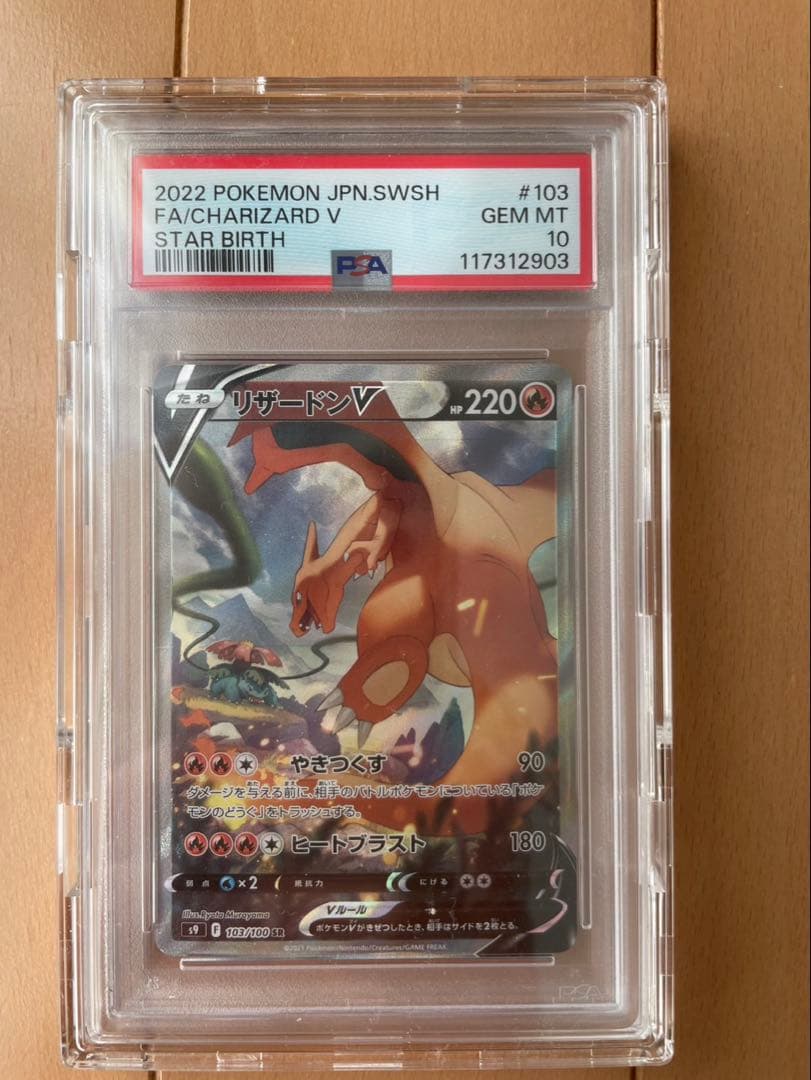 2022 POKEMON JPN.SWSH #103
FA/CHARIZARD V GEM MT
STAR BIRTH 10
PSA 117312903
たね リザードンV HP 220
やきつくす 90
ダメージを与える前に、相手のバトルポケモンについている「ポケ
モンのどうぐ」をトラッシュする。
ヒートブラスト 180
弱点 ×2 抵抗力 にげる
Illus. Ryota Murayama
Vルール
ポケモンVがきぜつしたとき、相手はサイドを2枚とる。
s9 F 103/100 SR
©2021 Pokémon/Nintendo/Creatures/GAME FREAK
PSA